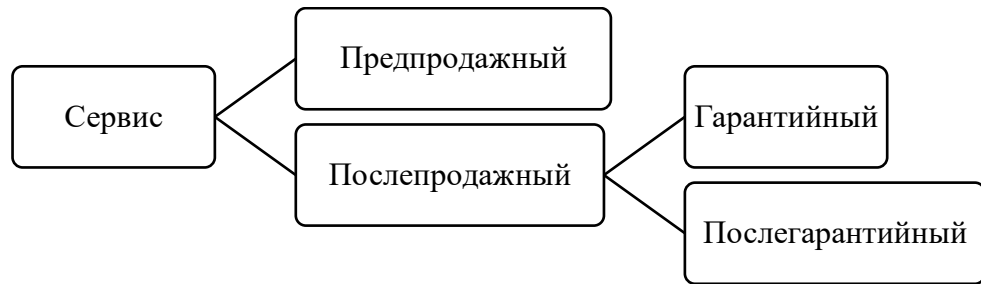 Сервис
Предпродажный
Послепродажный
Гарантийный
Послегарантийный